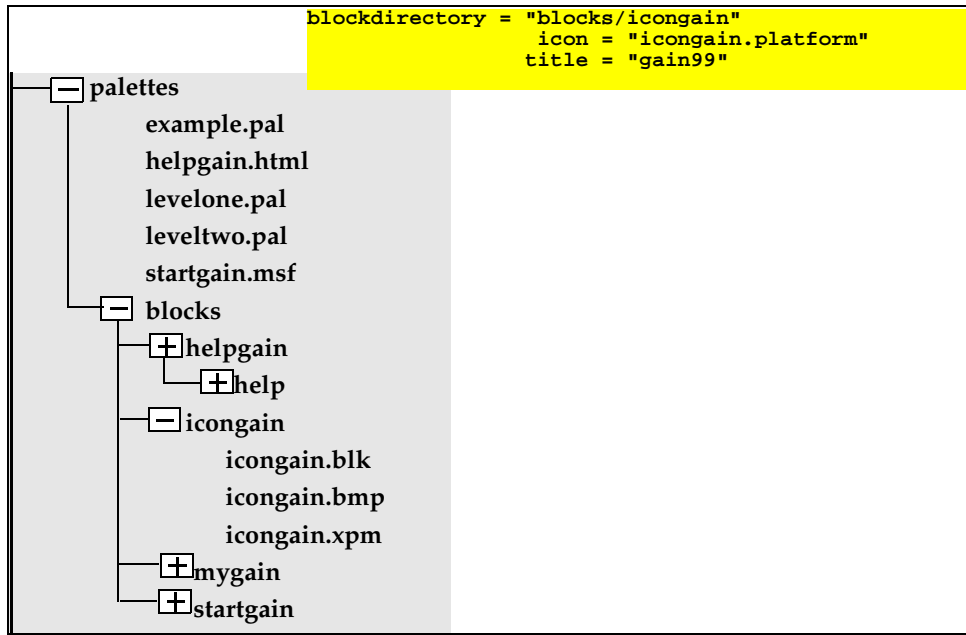 blockdirectory = "blocks/icongain"
icon = "icongain.platform"
title = "gain99"
palettes
example.pal
helpgain.html
levelone.pal
leveltwo.pal
startgain.msf
blocks
helpgain
help
icongain
icongain.blk
icongain.bmp
icongain.xpm
mygain
startgain